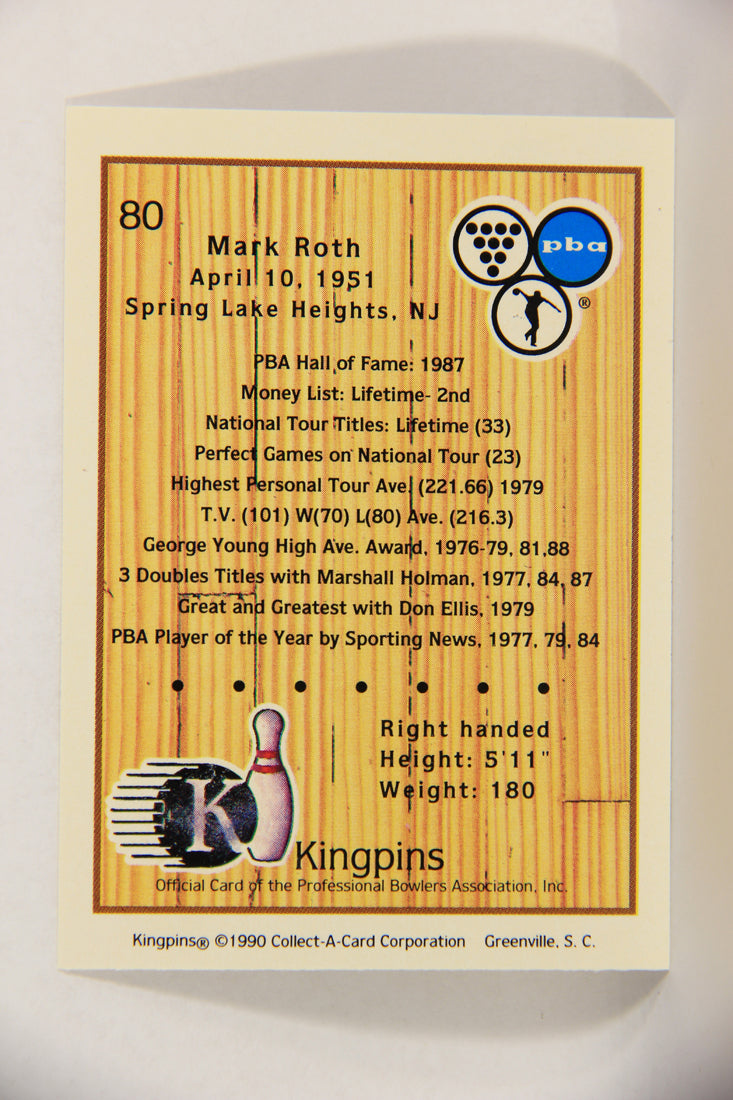 80
Mark Roth
April 10, 1951
Spring Lake Heights, NJ
pba
®
PBA Hall of Fame: 1987
Money List: Lifetime- 2nd
National Tour Titles: Lifetime (33)
Perfect Games on National Tour (23)
Highest Personal Tour Ave. (221.66) 1979
T.V. (101) W(70) L(80) Ave. (216.3)
George Young High Ave. Award, 1976-79, 81,88
3 Doubles Titles with Marshall Holman, 1977, 84, 87
Great and Greatest with Don Ellis, 1979
PBA Player of the Year by Sporting News, 1977, 79, 84
Right handed
Height: 5'11"
Weight: 180
K
Kingpins
Official Card of the Professional Bowlers Association, Inc.
Kingpins® ©1990 Collect-A-Card Corporation Greenville, S. C.